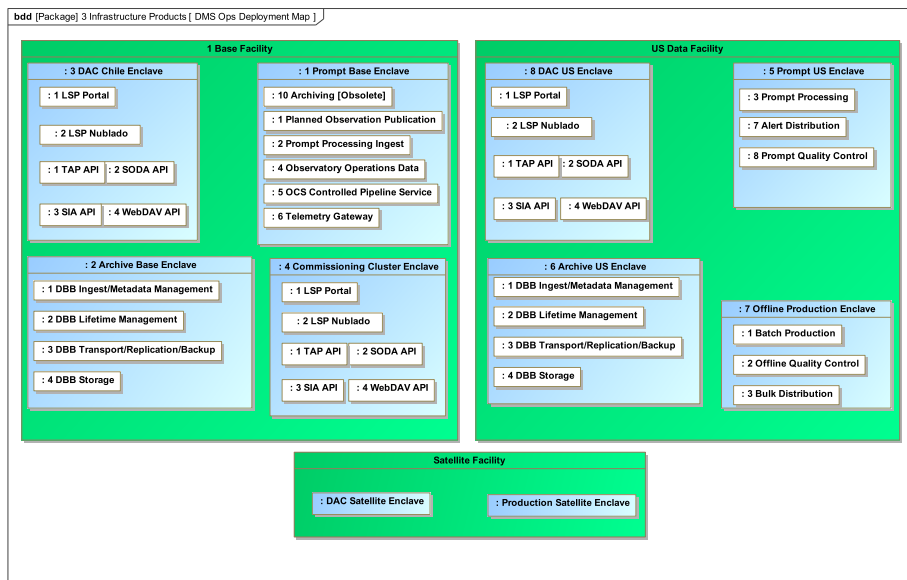 bdd [Package] 3 Infrastructure Products [ DMS Ops Deployment Map ]
1 Base Facility
: 3 DAC Chile Enclave
: 1 LSP Portal
: 2 LSP Nublado
: 1 TAP API
: 2 SODA API
: 3 SIA API
: 4 WebDAV API
: 1 Prompt Base Enclave
: 10 Archiving [Obsolete]
: 1 Planned Observation Publication
: 2 Prompt Processing Ingest
: 4 Observatory Operations Data
: 5 OCS Controlled Pipeline Service
: 6 Telemetry Gateway
: 2 Archive Base Enclave
: 1 DBB Ingest/Metadata Management
: 2 DBB Lifetime Management
: 3 DBB Transport/Replication/Backup
: 4 DBB Storage
: 4 Commissioning Cluster Enclave
: 1 LSP Portal
: 2 LSP Nublado
: 1 TAP API
: 2 SODA API
: 3 SIA API
: 4 WebDAV API
US Data Facility
: 8 DAC US Enclave
: 1 LSP Portal
: 2 LSP Nublado
: 1 TAP API
: 2 SODA API
: 3 SIA API
: 4 WebDAV API
: 5 Prompt US Enclave
: 3 Prompt Processing
: 7 Alert Distribution
: 8 Prompt Quality Control
: 6 Archive US Enclave
: 1 DBB Ingest/Metadata Management
: 2 DBB Lifetime Management
: 3 DBB Transport/Replication/Backup
: 4 DBB Storage
: 7 Offline Production Enclave
: 1 Batch Production
: 2 Offline Quality Control
: 3 Bulk Distribution
Satellite Facility
: DAC Satellite Enclave
: Production Satellite Enclave